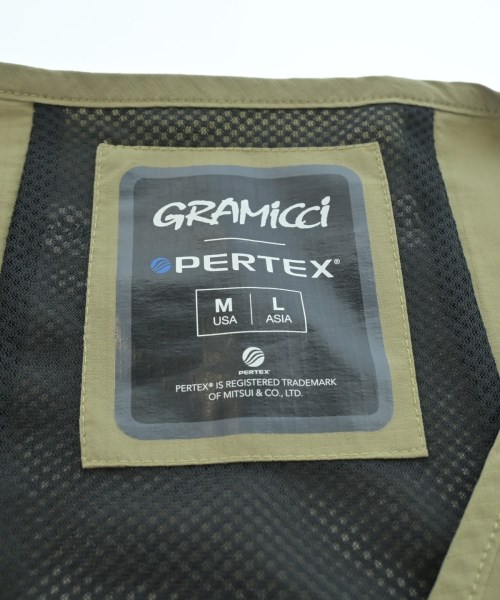 GRAMiCCi
PERTEX®
M L
USA ASIA
PERTEX
PERTEX® IS REGISTERED TRADEMARK
OF MITSUI & CO., LTD.